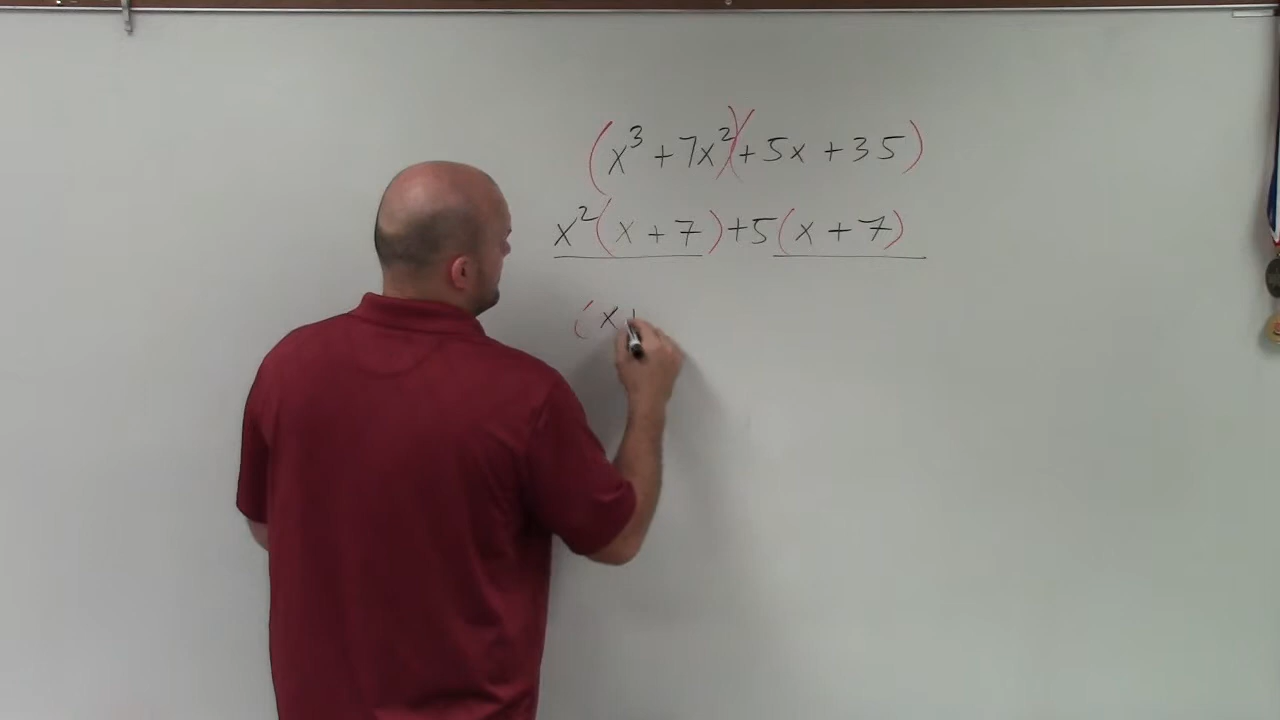 (x³ + 7x²)(+ 5x + 35)
x²(x + 7) + 5(x + 7)
(x +